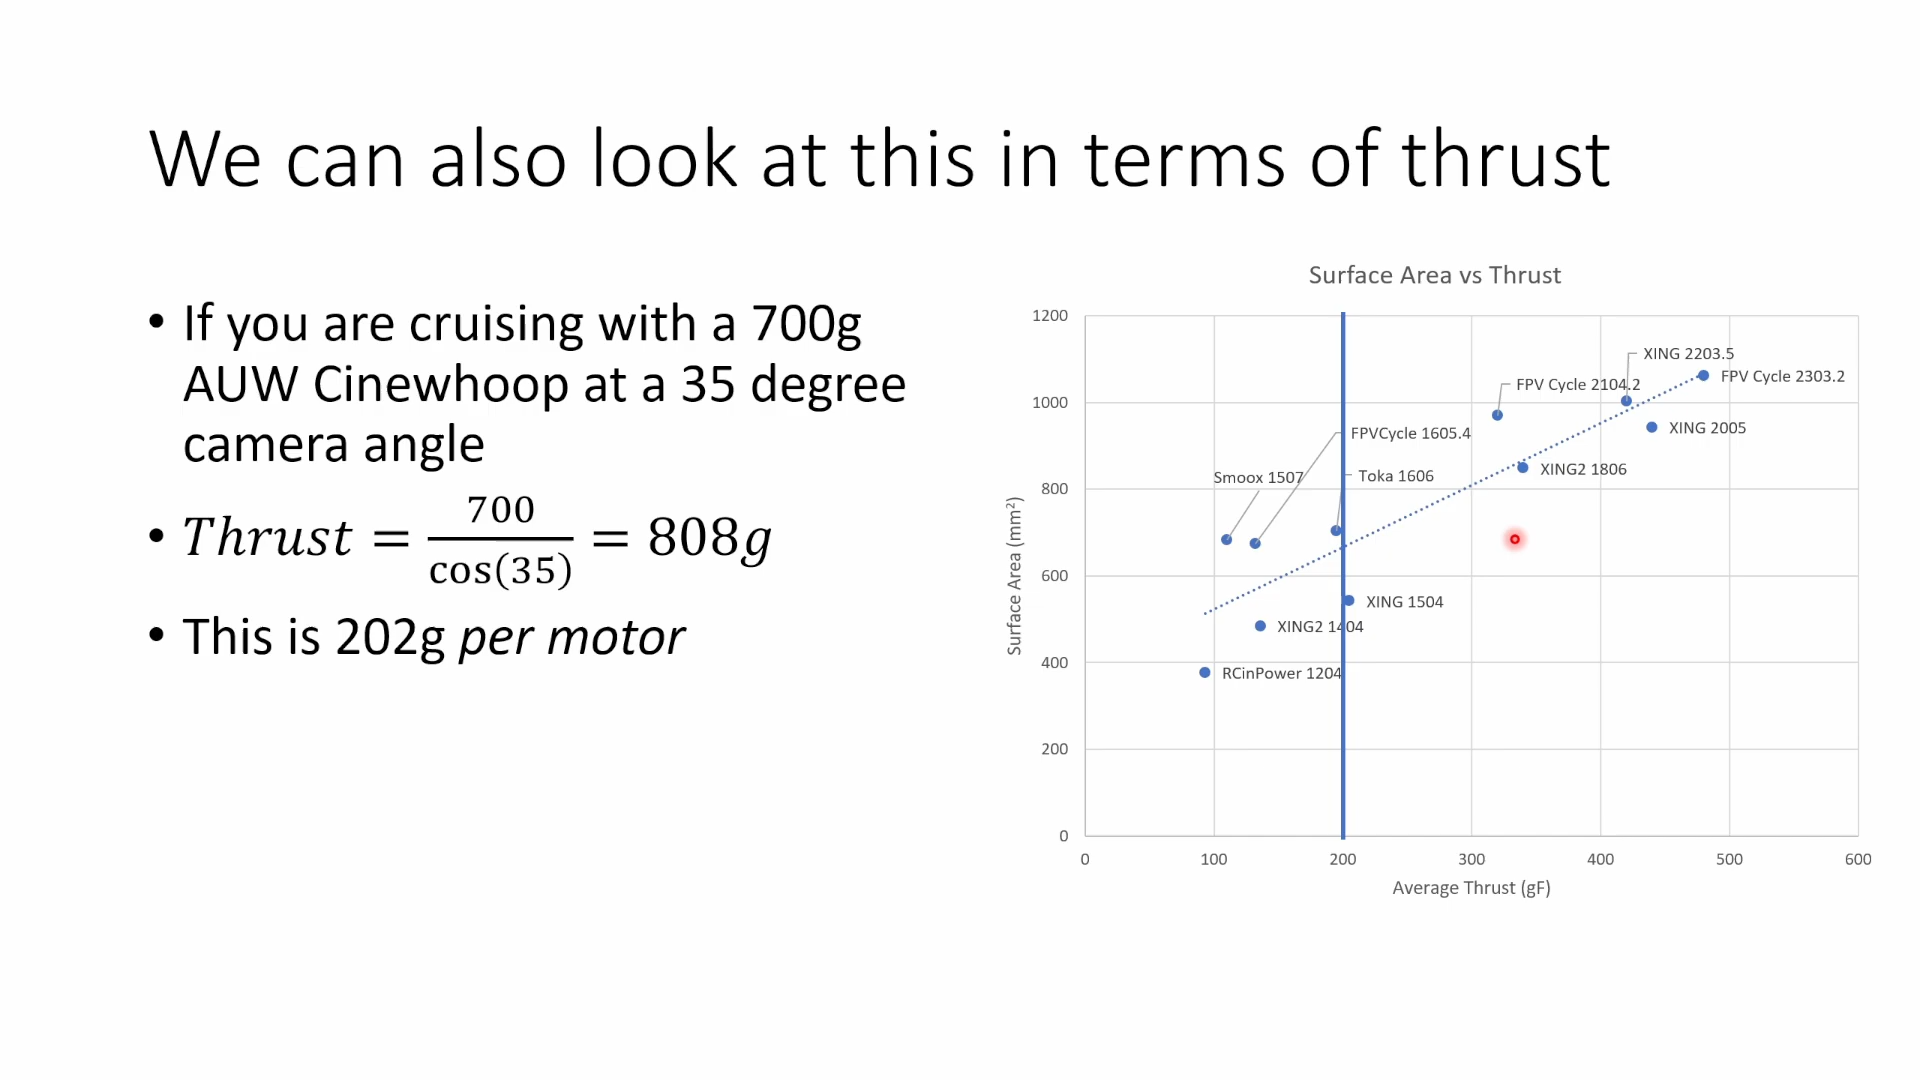 We can also look at this in terms of thrust
• If you are cruising with a 700g
AUW Cinewhoop at a 35 degree
camera angle
• Thrust = 700/cos(35) = 808g
• This is 202g per motor
Surface Area vs Thrust
Surface Area (mm²)
1200
1000
800
600
400
200
0
XING 2203.5
FPV Cycle 2303.2
FPV Cycle 2104.2
XING 2005
FPVCycle 1605.4
XING2 1806
Smoox 1507
Toka 1606
XING 1504
XING2 1404
RCinPower 1204
0 100 200 300 400 500 600
Average Thrust (gF)